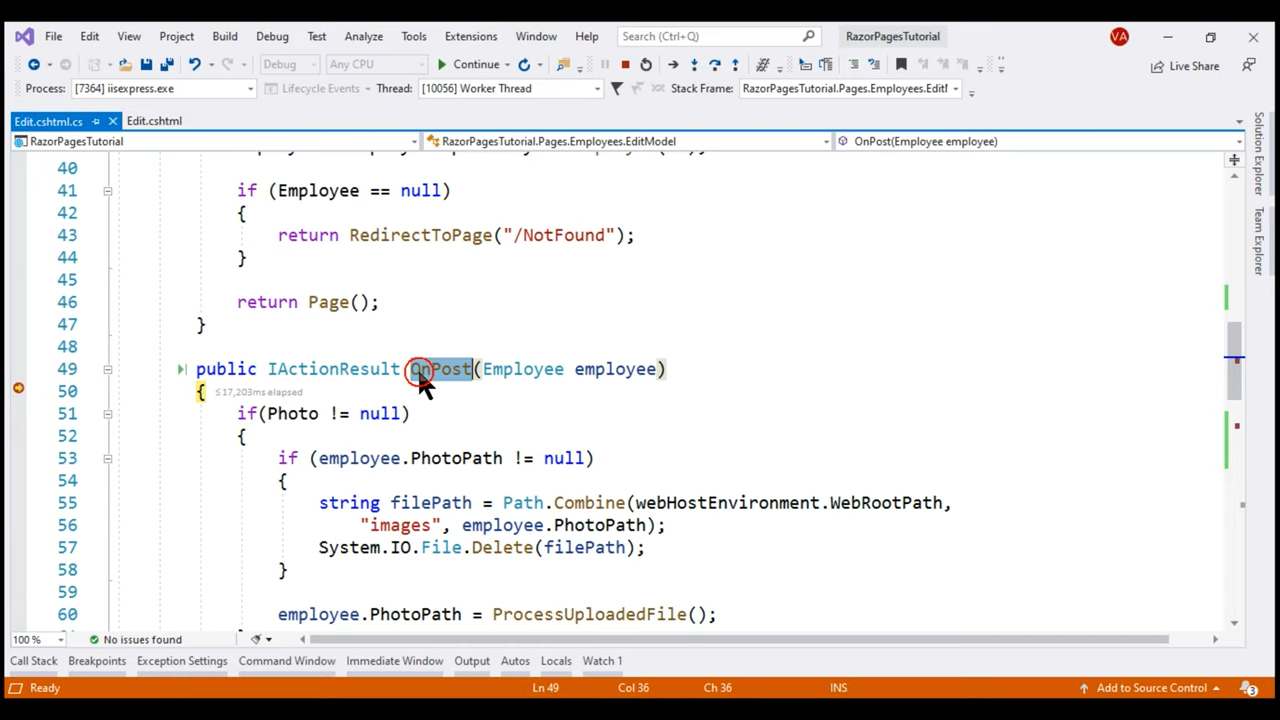 File Edit View Project Build Debug Test Analyze Tools Extensions Window Help Search (Ctrl+Q) RazorPagesTutorial VA
Debug Any CPU Continue Live Share
Process: [7364] iisexpress.exe Lifecycle Events Thread: [10056] Worker Thread Stack Frame: RazorPagesTutorial.Pages.Employees.EditM
Edit.cshtml.cs Edit.cshtml
RazorPagesTutorial RazorPagesTutorial.Pages.Employees.EditModel OnPost(Employee employee)
Solution Explorer
Team Explorer
40
41 if (Employee == null)
42 {
43 return RedirectToPage("/NotFound");
44 }
45
46 return Page();
47 }
48
49 public IActionResult OnPost(Employee employee)
50 { ≤17,203ms elapsed
51 if(Photo != null)
52 {
53 if (employee.PhotoPath != null)
54 {
55 string filePath = Path.Combine(webHostEnvironment.WebRootPath,
56 "images", employee.PhotoPath);
57 System.IO.File.Delete(filePath);
58 }
59
60 employee.PhotoPath = ProcessUploadedFile();
100 % No issues found
Call Stack Breakpoints Exception Settings Command Window Immediate Window Output Autos Locals Watch 1
Ready Ln 49 Col 36 Ch 36 INS Add to Source Control 3